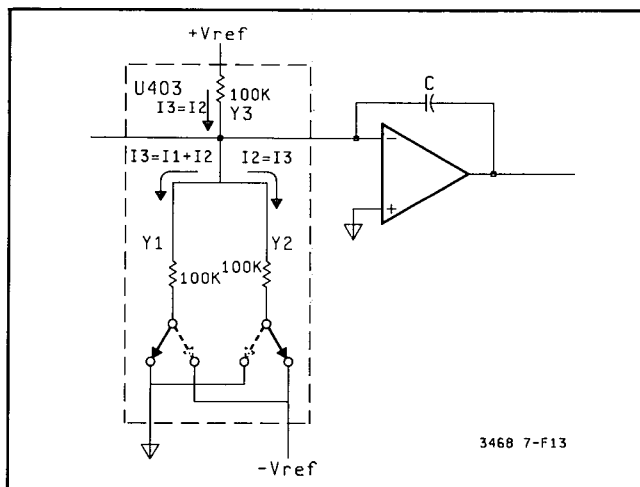 +Vref
U403
100K
I3=I2
Y3
C
I3=I1+I2
I2=I3
−
+
Y1
Y2
100K
100K
−Vref
3468 7-F13